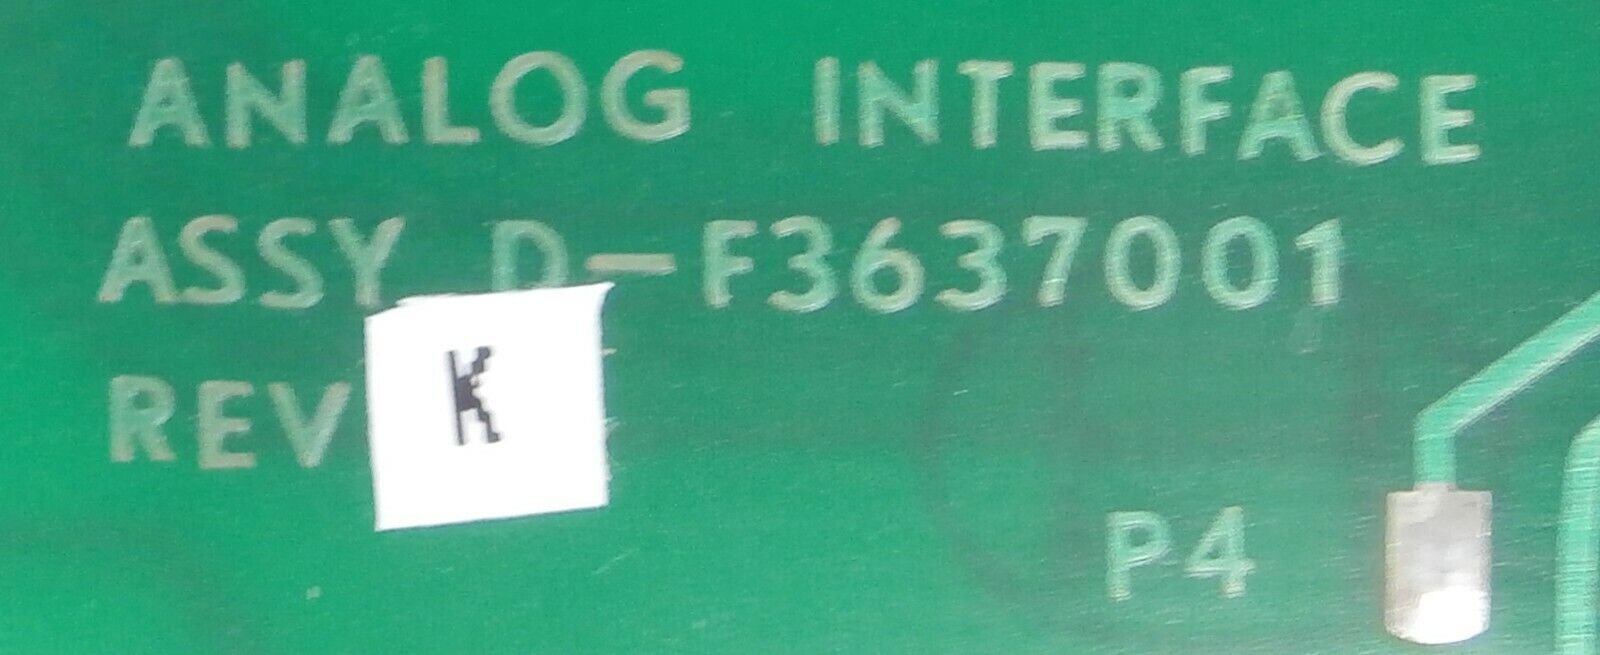 ANALOG INTERFACE
ASSY D-F3637001
REV K
P4